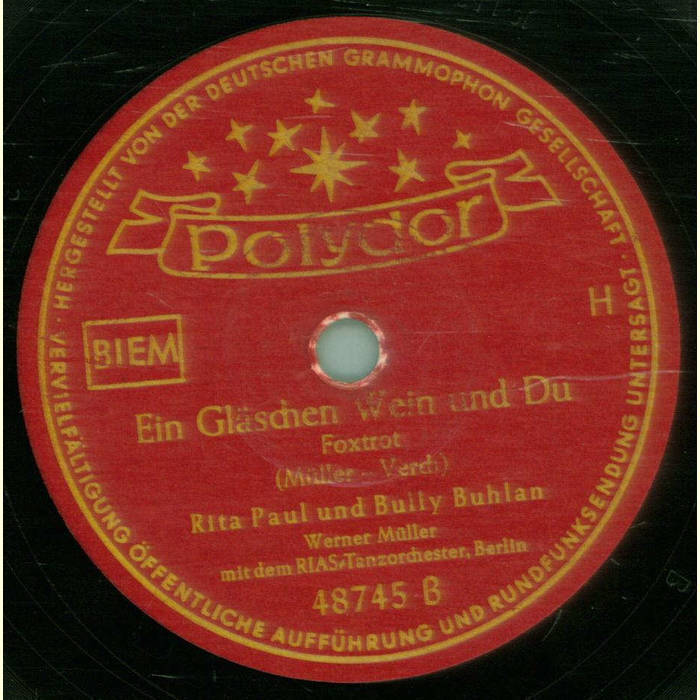 · HERGESTELLT VON DER DEUTSCHEN GRAMMOPHON GESELLSCHAFT · VERVIELFÄLTIGUNG ÖFFENTLICHE AUFFÜHRUNG UND RUNDFUNKSENDUNG UNTERSAGT
Polydor
H
BIEM
Ein Gläschen Wein und Du
Foxtrot
(Müller - Verch)
Rita Paul und Bully Buhlan
Werner Müller
mit dem RIAS-Tanzorchester, Berlin
48745 B